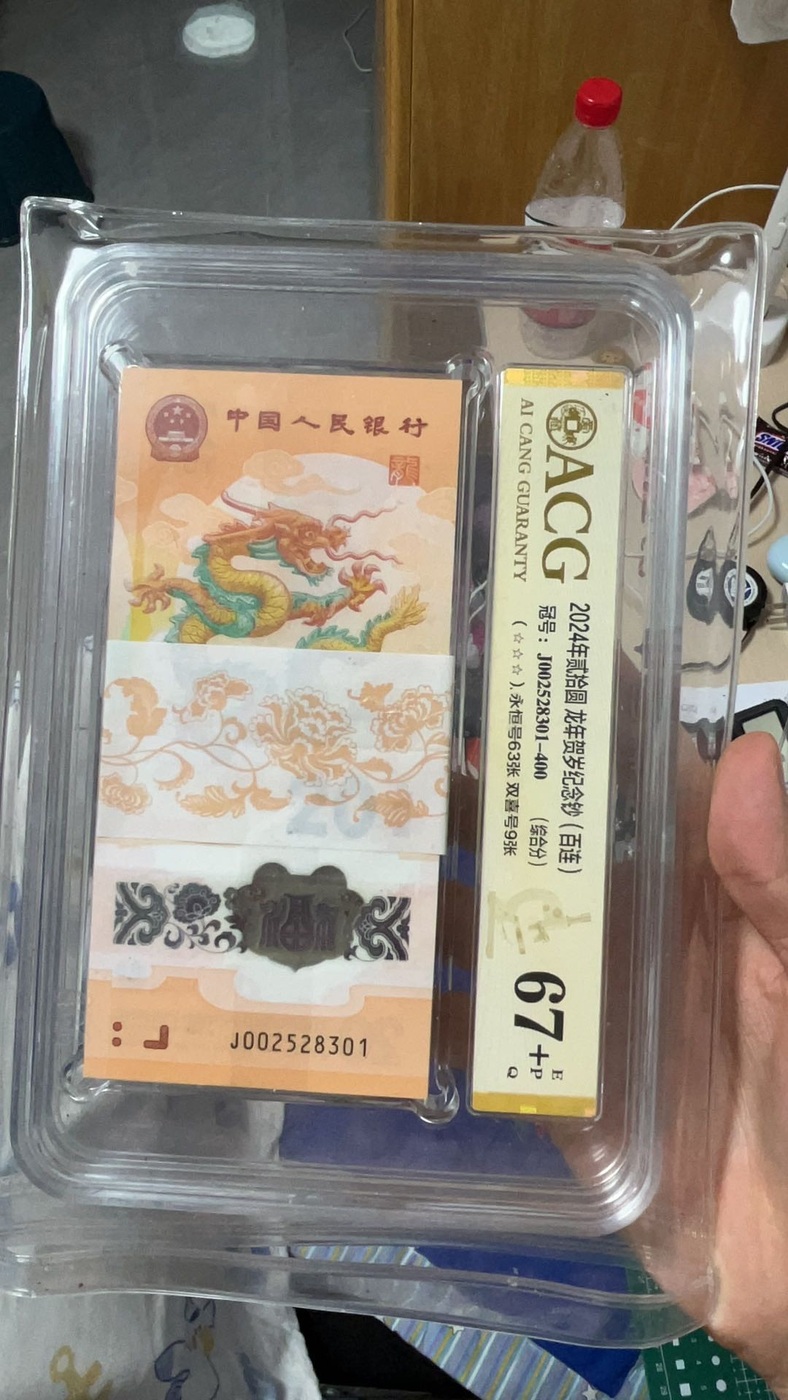 中国人民银行
J002528301
ACG
AI CANG GUARANTY
2024年贰拾圆 龙年贺岁纪念钞（百连）
冠号：J002528301-400 （综合分）
（☆☆☆）.永恒号63张 双喜号9张
67+
E
P
Q